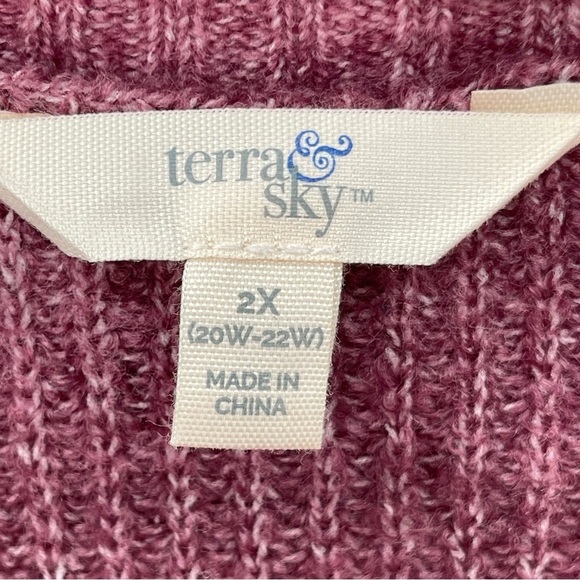 terra &
sky™
2X
(20W-22W)
MADE IN
CHINA